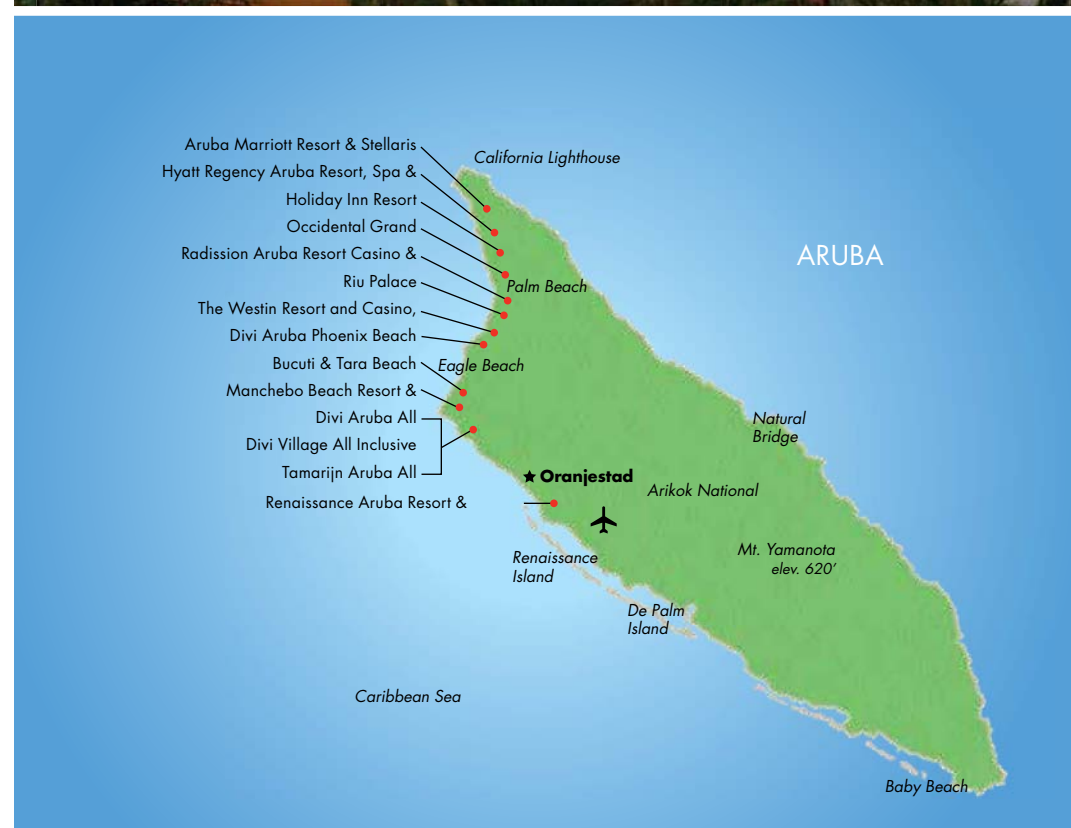 Aruba Marriott Resort & Stellaris
California Lighthouse
Hyatt Regency Aruba Resort, Spa &
Holiday Inn Resort
Occidental Grand
ARUBA
Radission Aruba Resort Casino &
Riu Palace
Palm Beach
The Westin Resort and Casino,
Divi Aruba Phoenix Beach
Bucuti & Tara Beach
Eagle Beach
Manchebo Beach Resort &
Divi Aruba All
Natural
Bridge
Divi Village All Inclusive
Tamarijn Aruba All
Oranjestad
Arikok National
Renaissance Aruba Resort &
Mt. Yamanota
elev. 620'
Renaissance
Island
De Palm
Island
Caribbean Sea
Baby Beach